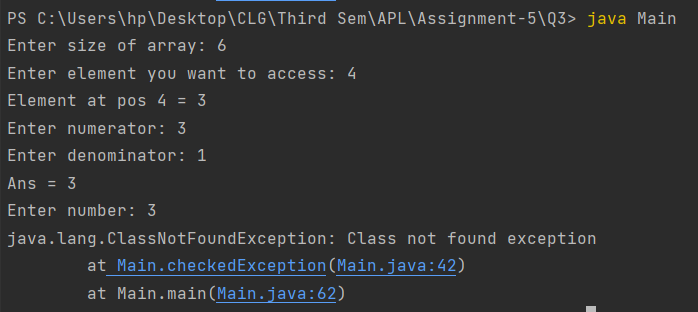 PS C:\Users\hp\Desktop\CLG\Third Sem\APL\Assignment-5\Q3> java Main
Enter size of array: 6
Enter element you want to access: 4
Element at pos 4 = 3
Enter numerator: 3
Enter denominator: 1
Ans = 3
Enter number: 3
java.lang.ClassNotFoundException: Class not found exception
        at Main.checkedException(Main.java:42)
        at Main.main(Main.java:62)